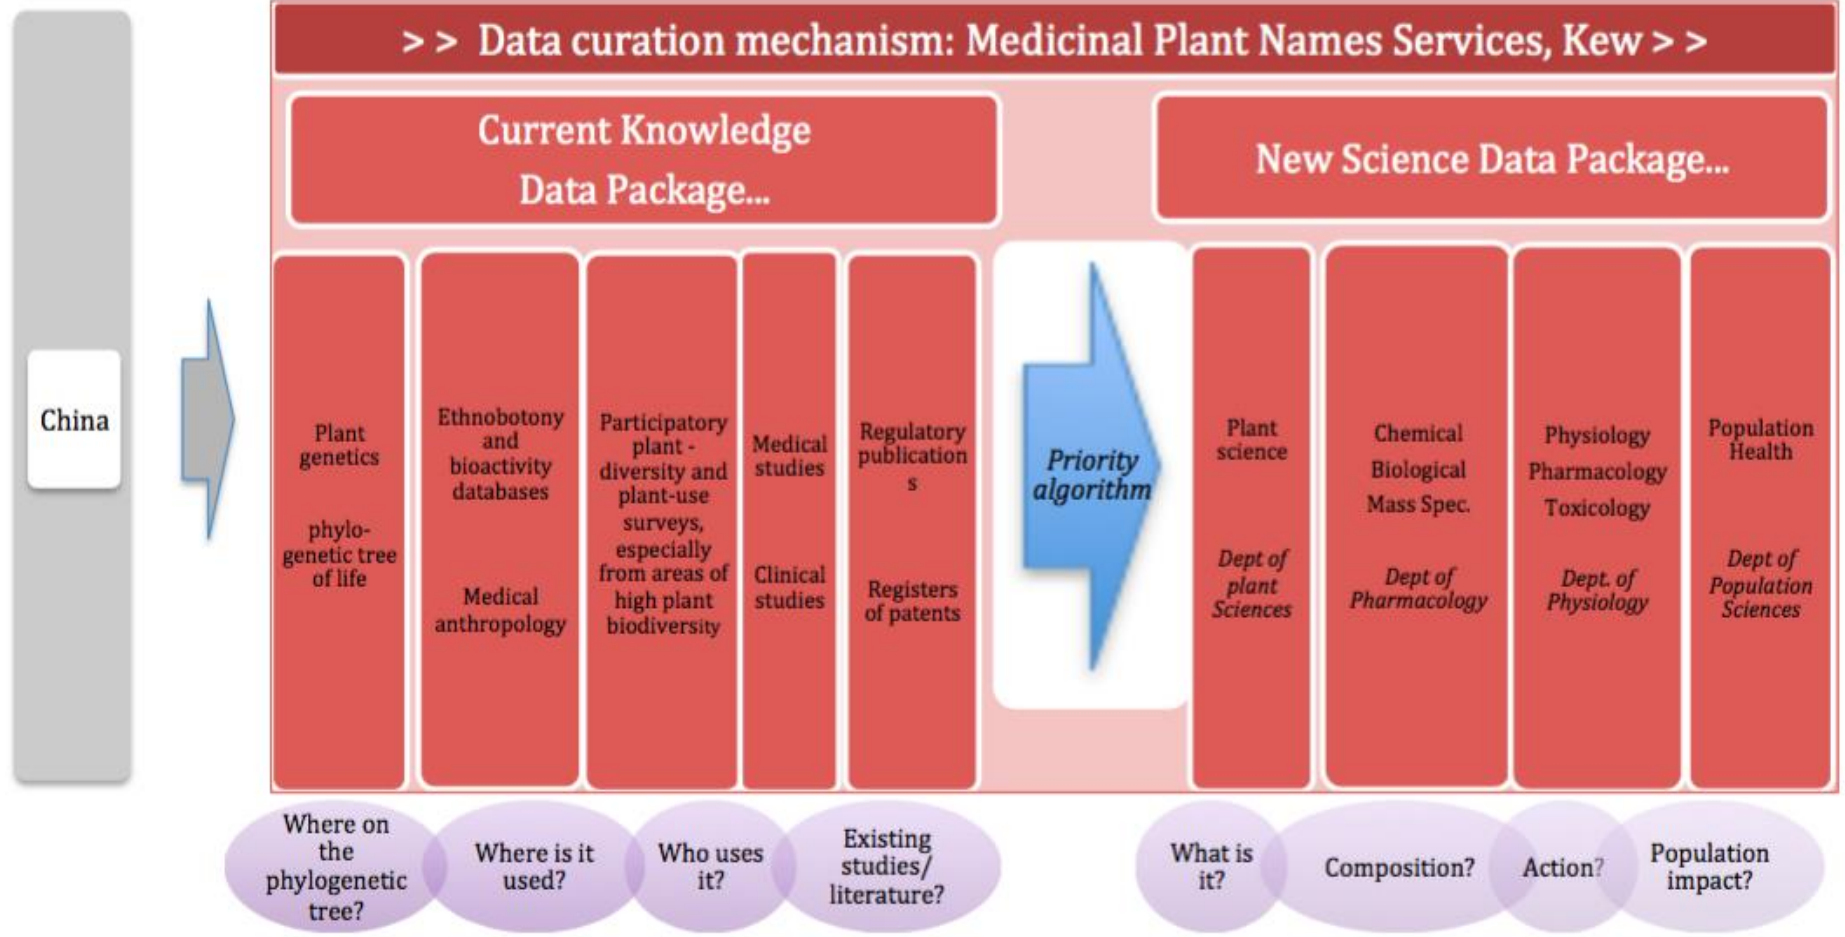 > > Data curation mechanism: Medicinal Plant Names Services, Kew > >
Current Knowledge
Data Package...
New Science Data Package...
China
Plant
genetics
phylo-
genetic tree
of life
Ethnobotony
and
bioactivity
databases
Medical
anthropology
Participatory
plant -
diversity and
plant-use
surveys,
especially
from areas of
high plant
biodiversity
Medical
studies
Clinical
studies
Regulatory
publication
s
Registers
of patents
Priority
algorithm
Plant
science
Dept of
plant
Sciences
Chemical
Biological
Mass Spec.
Dept of
Pharmacology
Physiology
Pharmacology
Toxicology
Dept. of
Physiology
Population
Health
Dept of
Population
Sciences
Where on
the
phylogenetic
tree?
Where is it
used?
Who uses
it?
Existing
studies/
literature?
What is
it?
Composition?
Action?
Population
impact?